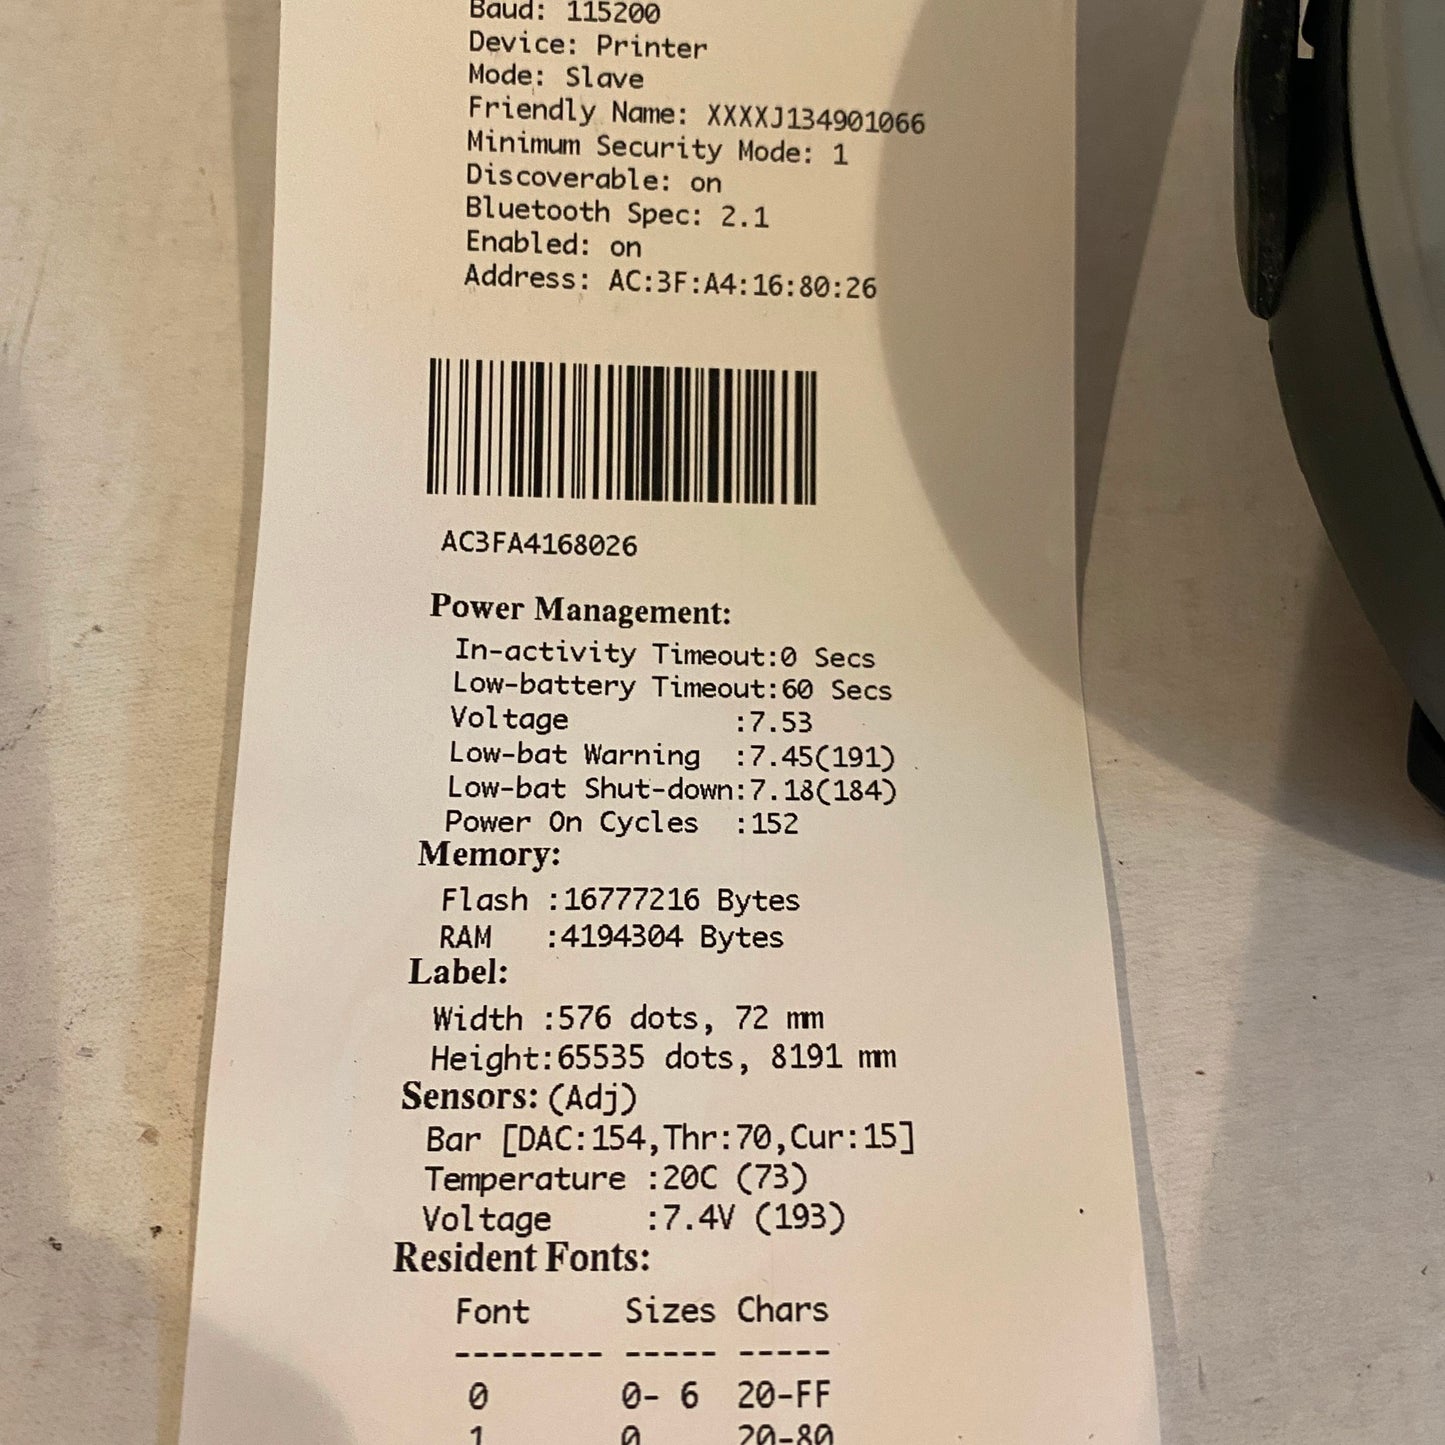 Baud: 115200
Device: Printer
Mode: Slave
Friendly Name: XXXXJ134901066
Minimum Security Mode: 1
Discoverable: on
Bluetooth Spec: 2.1
Enabled: on
Address: AC:3F:A4:16:80:26
AC3FA4168026
Power Management:
In-activity Timeout:0 Secs
Low-battery Timeout:60 Secs
Voltage :7.53
Low-bat Warning :7.45(191)
Low-bat Shut-down:7.18(184)
Power On Cycles :152
Memory:
Flash :16777216 Bytes
RAM :4194304 Bytes
Label:
Width :576 dots, 72 mm
Height:65535 dots, 8191 mm
Sensors: (Adj)
Bar [DAC:154,Thr:70,Cur:15]
Temperature :20C (73)
Voltage :7.4V (193)
Resident Fonts:
Font Sizes Chars
-------- ----- -----
0 0- 6 20-FF
1 0 20-80